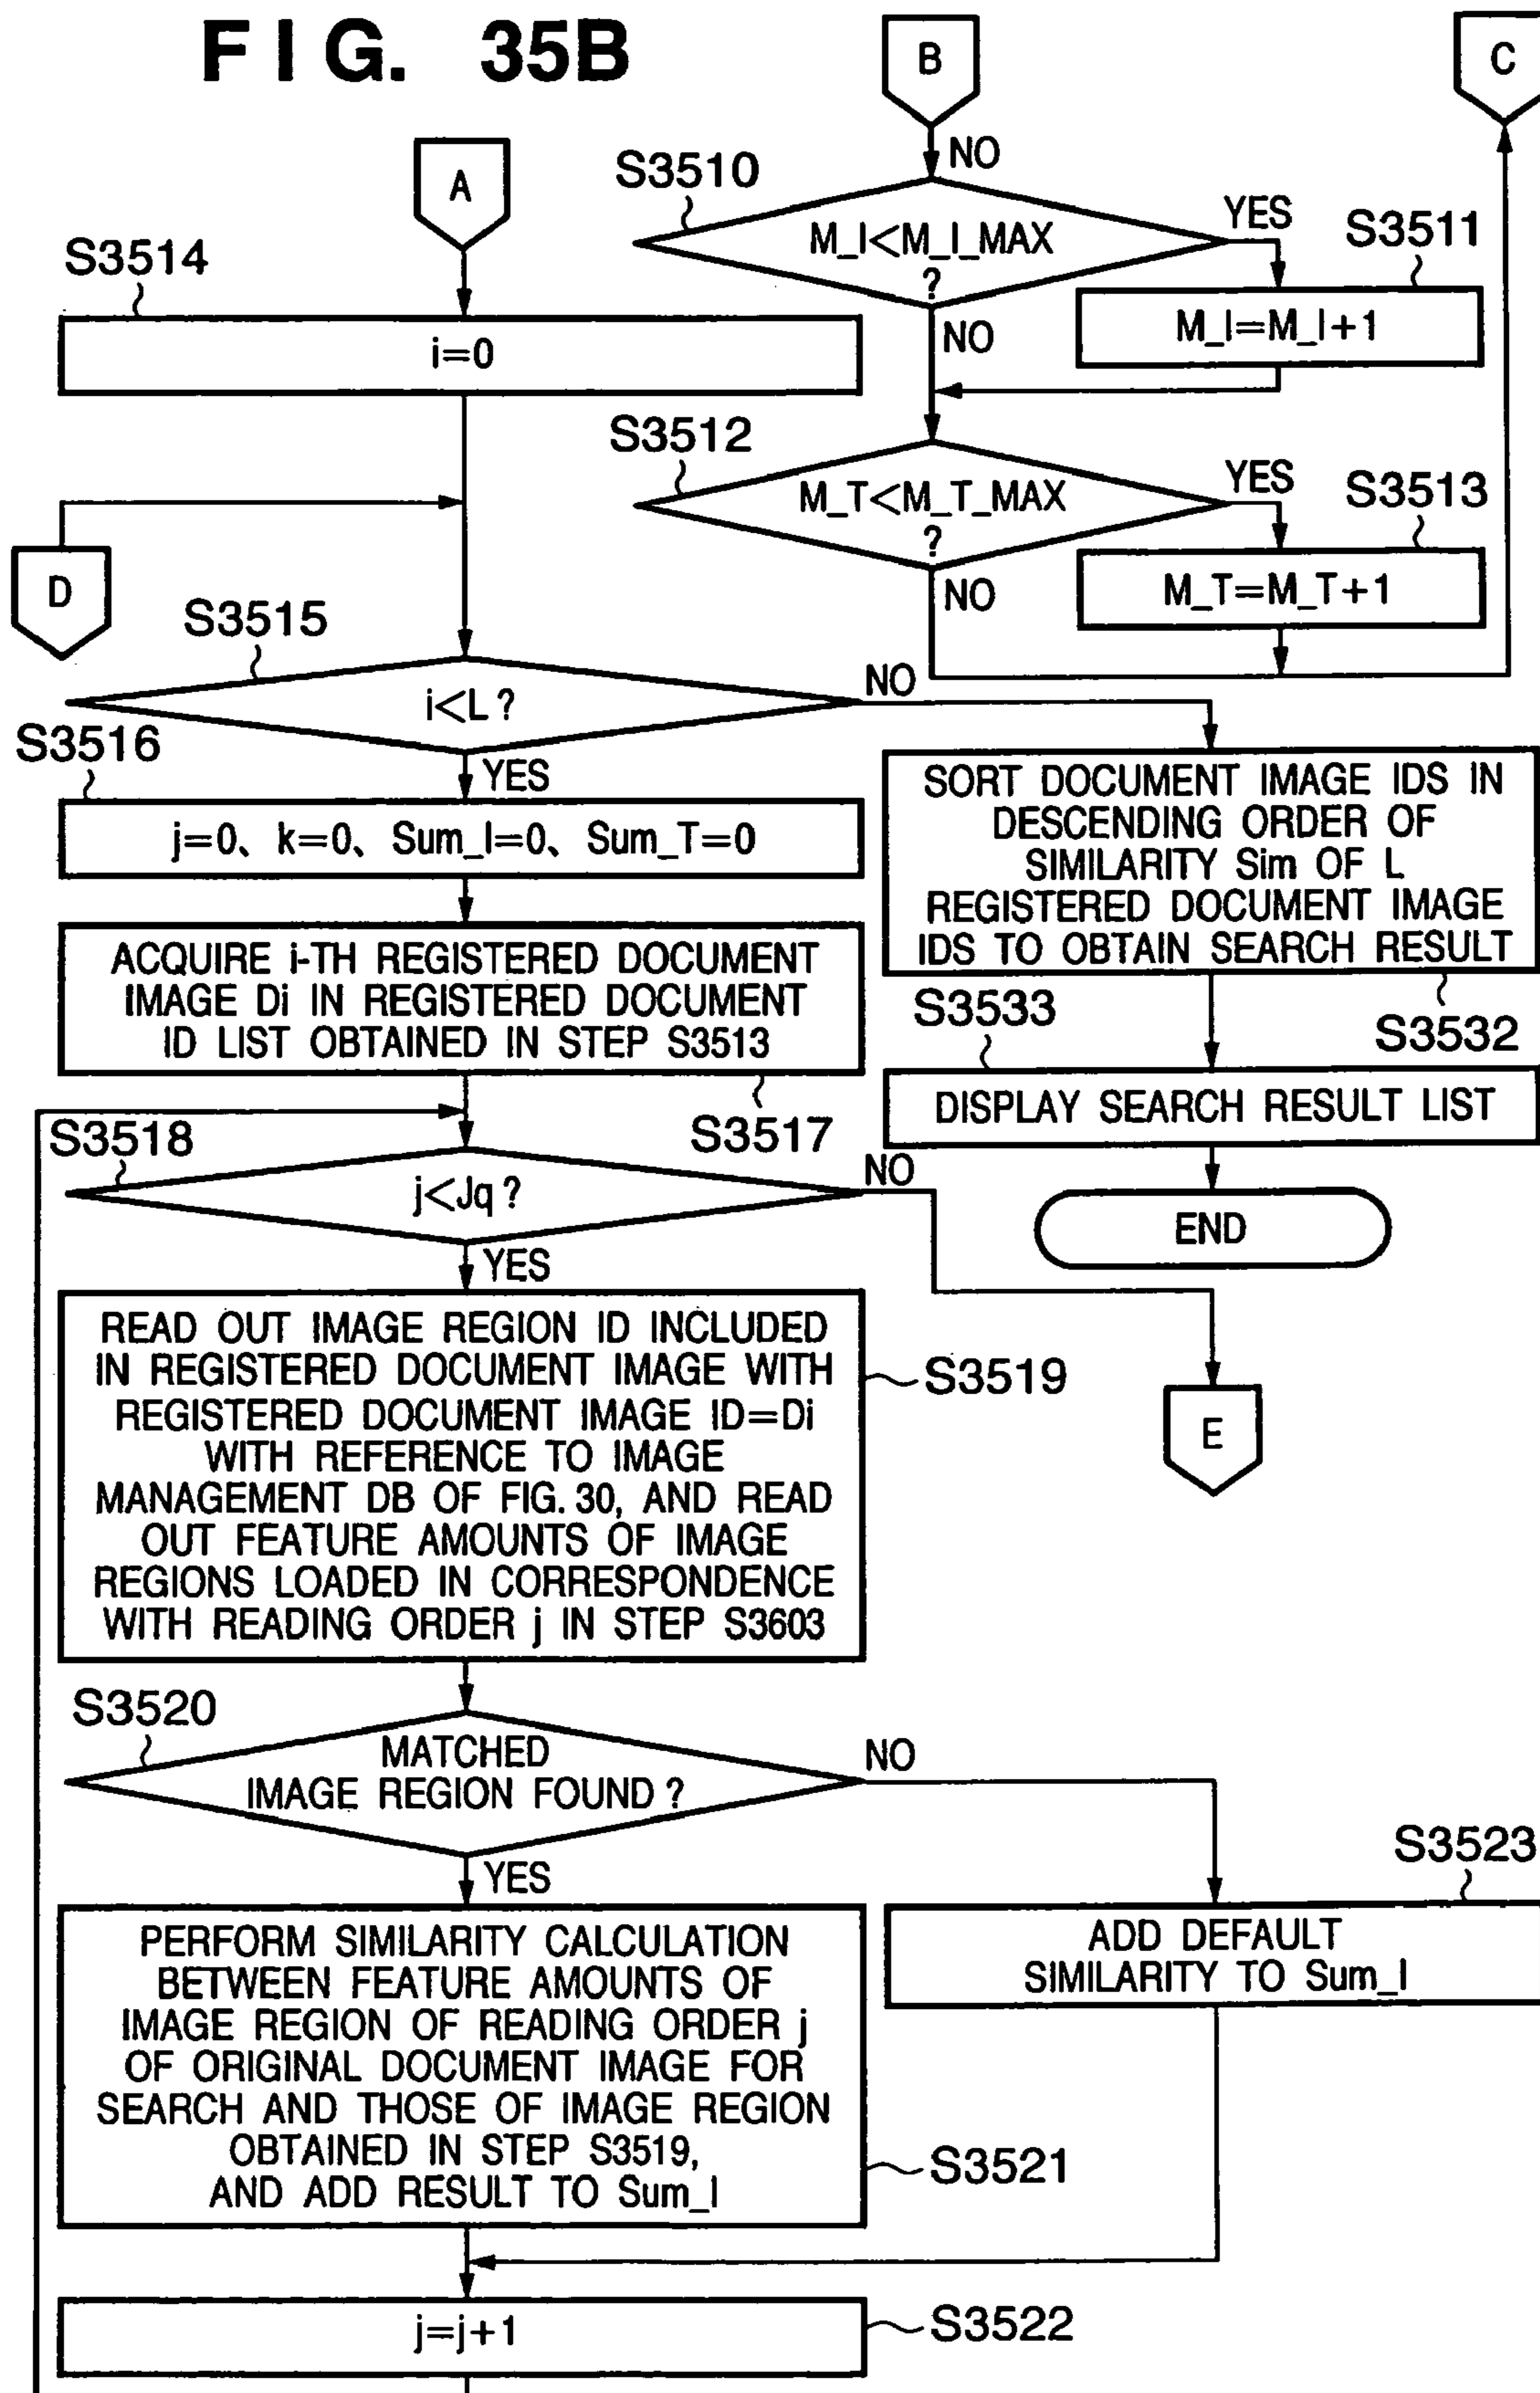 FIG. 35B
B
C
NO
A
S3510
M_I<M_I_MAX
?
YES
S3511
M_I=M_I+1
NO
S3514
i=0
S3512
M_T<M_T_MAX
?
YES
S3513
M_T=M_T+1
NO
D
S3515
i<L?
NO
YES
S3516
j=0、k=0、Sum_I=0、Sum_T=0
SORT DOCUMENT IMAGE IDS IN
DESCENDING ORDER OF
SIMILARITY Sim OF L
REGISTERED DOCUMENT IMAGE
IDS TO OBTAIN SEARCH RESULT
S3532
ACQUIRE i-TH REGISTERED DOCUMENT
IMAGE Di IN REGISTERED DOCUMENT
ID LIST OBTAINED IN STEP S3513
S3517
S3533
DISPLAY SEARCH RESULT LIST
END
S3518
j<Jq?
NO
YES
E
READ OUT IMAGE REGION ID INCLUDED
IN REGISTERED DOCUMENT IMAGE WITH
REGISTERED DOCUMENT IMAGE ID=Di
WITH REFERENCE TO IMAGE
MANAGEMENT DB OF FIG. 30, AND READ
OUT FEATURE AMOUNTS OF IMAGE
REGIONS LOADED IN CORRESPONDENCE
WITH READING ORDER j IN STEP S3603
S3519
S3520
MATCHED
IMAGE REGION FOUND?
NO
YES
S3523
ADD DEFAULT
SIMILARITY TO Sum_I
PERFORM SIMILARITY CALCULATION
BETWEEN FEATURE AMOUNTS OF
IMAGE REGION OF READING ORDER j
OF ORIGINAL DOCUMENT IMAGE FOR
SEARCH AND THOSE OF IMAGE REGION
OBTAINED IN STEP S3519,
AND ADD RESULT TO Sum_I
S3521
j=j+1
S3522